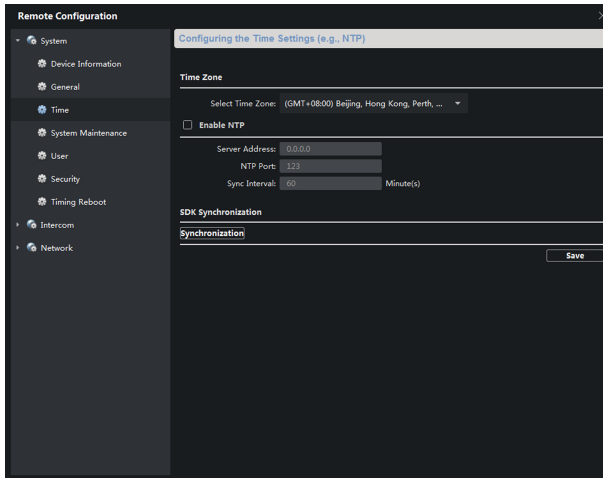 Remote Configuration
System
Device Information
General
Time
System Maintenance
User
Security
Timing Reboot
Intercom
Network
Configuring the Time Settings (e.g., NTP)
Time Zone
Select Time Zone: (GMT+08:00) Beijing, Hong Kong, Perth, ...
Enable NTP
Server Address: 0.0.0.0
NTP Port: 123
Sync Interval: 60 Minute(s)
SDK Synchronization
Synchronization
Save